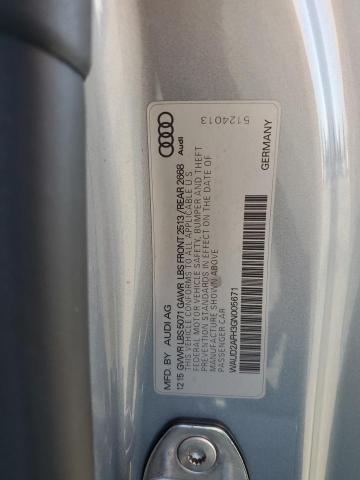 5124013
Audi
GERMANY
MFD. BY AUDI AG
12 15 GVWR LBS 5071 GAWR LBS FRONT 2513 / REAR 2668
THIS VEHICLE CONFORMS TO ALL APPLICABLE U.S.
FEDERAL MOTOR VEHICLE SAFETY, BUMPER AND THEFT
PREVENTION STANDARDS IN EFFECT ON THE DATE OF
MANUFACTURE SHOWN ABOVE
PASSENGER CAR
WAUD2AFH3GN005671